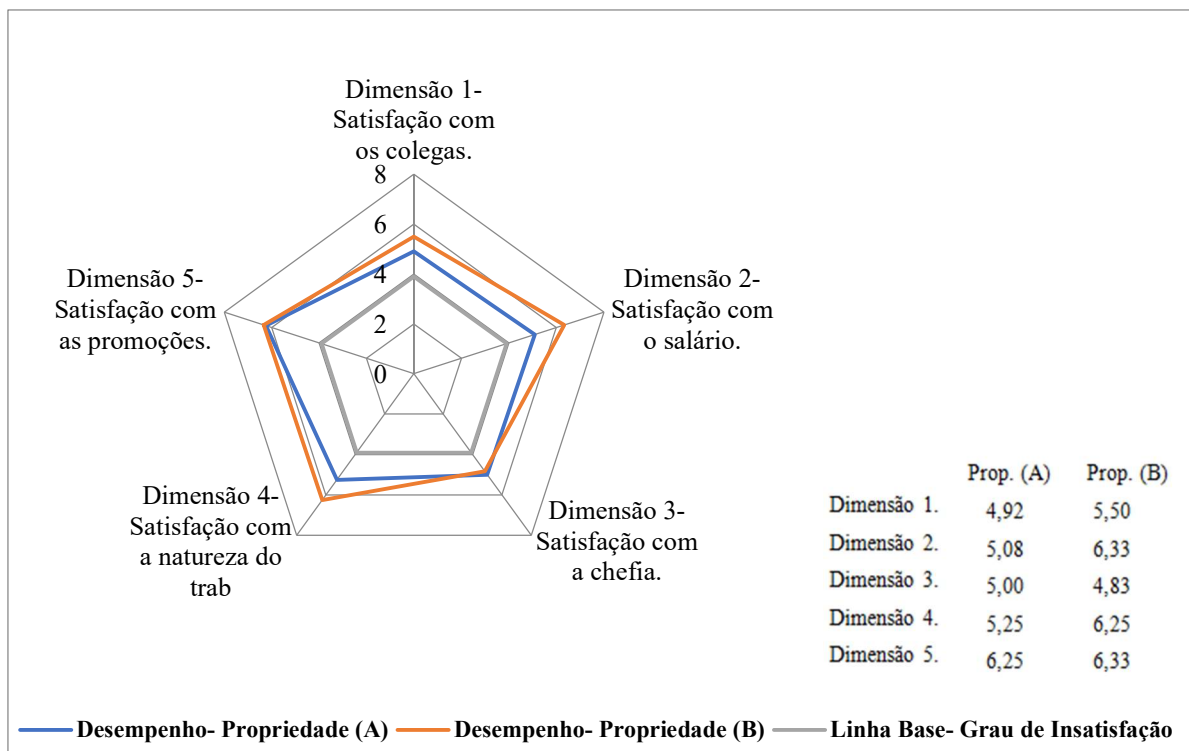 Dimensão 1-
Satisfação com
os colegas.
8
6
4
2
0
Dimensão 2-
Satisfação com
o salário.
Dimensão 3-
Satisfação com
a chefia.
Dimensão 4-
Satisfação com
a natureza do
trab
Dimensão 5-
Satisfação com
as promoções.
Prop. (A) Prop. (B)
Dimensão 1. 4,92 5,50
Dimensão 2. 5,08 6,33
Dimensão 3. 5,00 4,83
Dimensão 4. 5,25 6,25
Dimensão 5. 6,25 6,33
Desempenho- Propriedade (A) Desempenho- Propriedade (B) Linha Base- Grau de Insatisfação